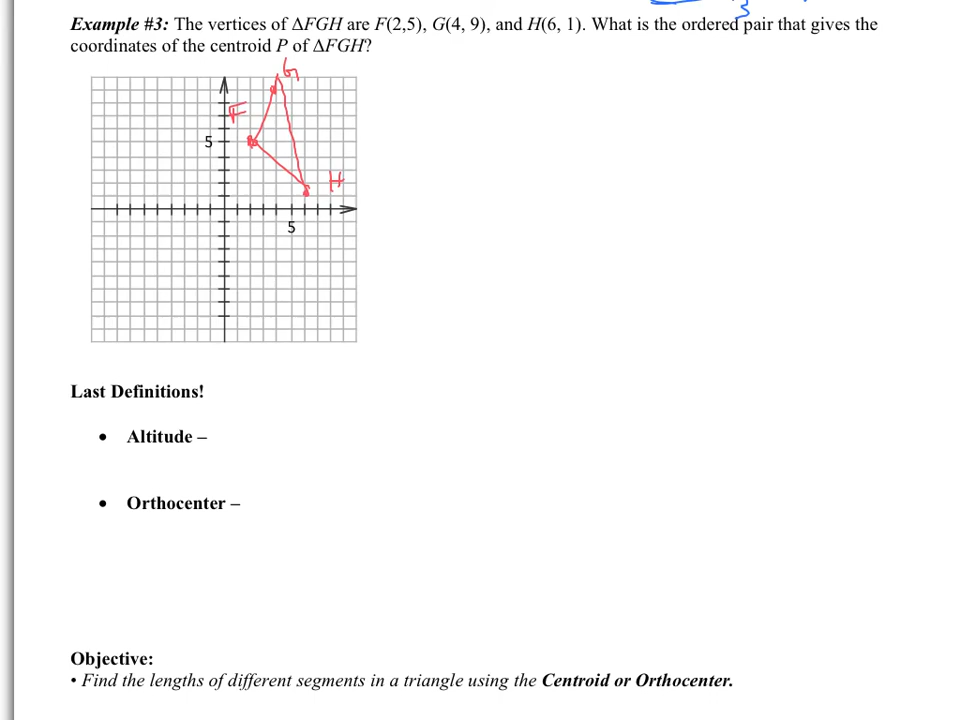 3
Example #3: The vertices of ΔFGH are F(2,5), G(4, 9), and H(6, 1). What is the ordered pair that gives the
coordinates of the centroid P of ΔFGH?
G
F
5
H
5
Last Definitions!
• Altitude –
• Orthocenter –
Objective:
• Find the lengths of different segments in a triangle using the Centroid or Orthocenter.